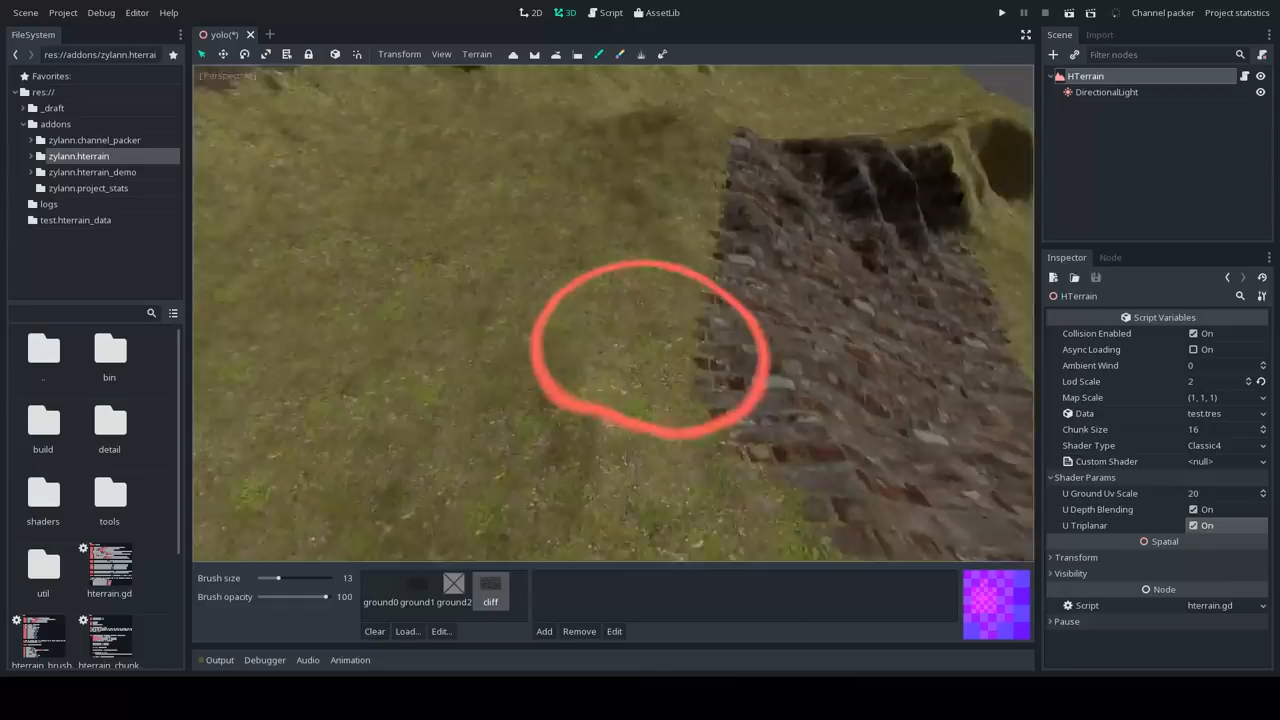 Scene Project Debug Editor Help 2D 3D Script AssetLib Channel packer Project statistics
FileSystem yolo(*) Scene Import
res://addons/zylann.hterrai Transform View Terrain Filter nodes
[Perspective]
Favorites: HTerrain
res:// DirectionalLight
_draft
addons
zylann.channel_packer
zylann.hterrain
zylann.hterrain_demo
zylann.project_stats
logs
test.hterrain_data
Inspector Node
HTerrain
Script Variables
Collision Enabled On
Async Loading On
Ambient Wind 0
.. bin Lod Scale 2
Map Scale (1, 1, 1)
Data test.tres
Chunk Size 16
build detail Shader Type Classic4
Custom Shader <null>
Shader Params
U Ground Uv Scale 20
U Depth Blending On
shaders tools U Triplanar On
Spatial
Transform
Visibility
Brush size 13
util hterrain.gd Node
Brush opacity 100 ground0 ground1 ground2 cliff Script hterrain.gd
Pause
Clear Load... Edit... Add Remove Edit
hterrain_brush. hterrain_chunk.
Output Debugger Audio Animation